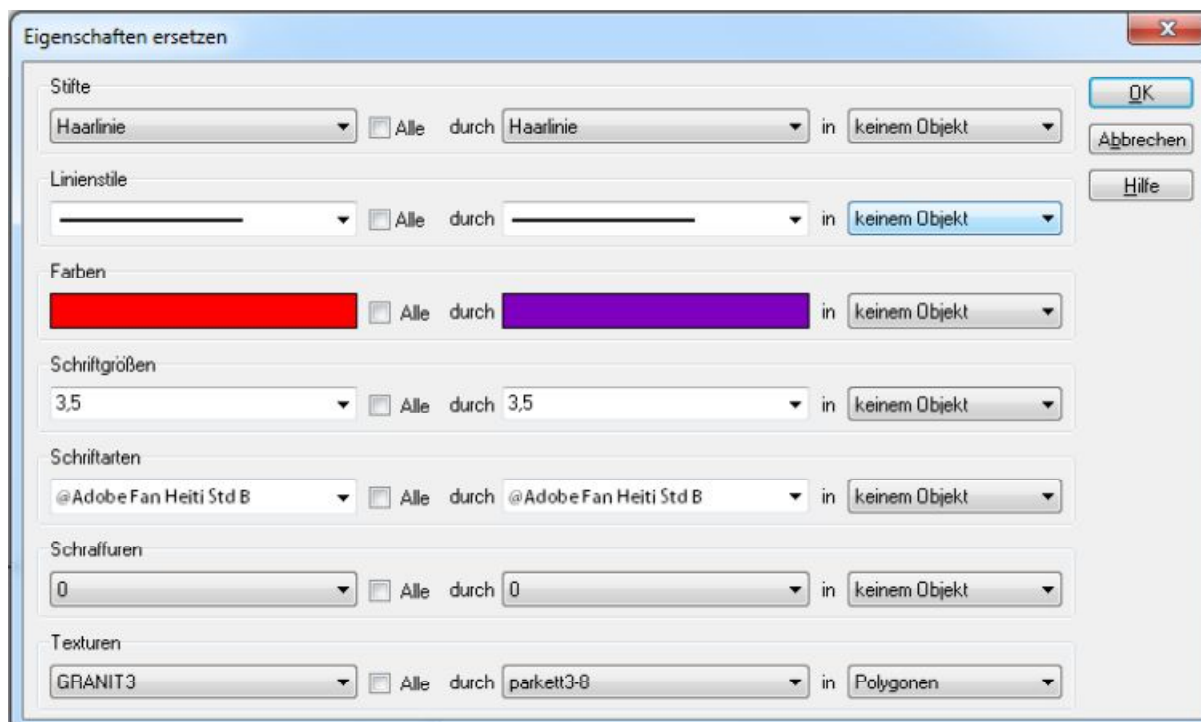 Eigenschaften ersetzen
Stifte
Haarlinie Alle durch Haarlinie in keinem Objekt
OK
Abbrechen
Linienstile
Hilfe
Alle durch in keinem Objekt
Farben
Alle durch in keinem Objekt
Schriftgrößen
3,5 Alle durch 3,5 in keinem Objekt
Schriftarten
@Adobe Fan Heiti Std B Alle durch @Adobe Fan Heiti Std B in keinem Objekt
Schraffuren
0 Alle durch 0 in keinem Objekt
Texturen
GRANIT3 Alle durch parkett3-8 in Polygonen